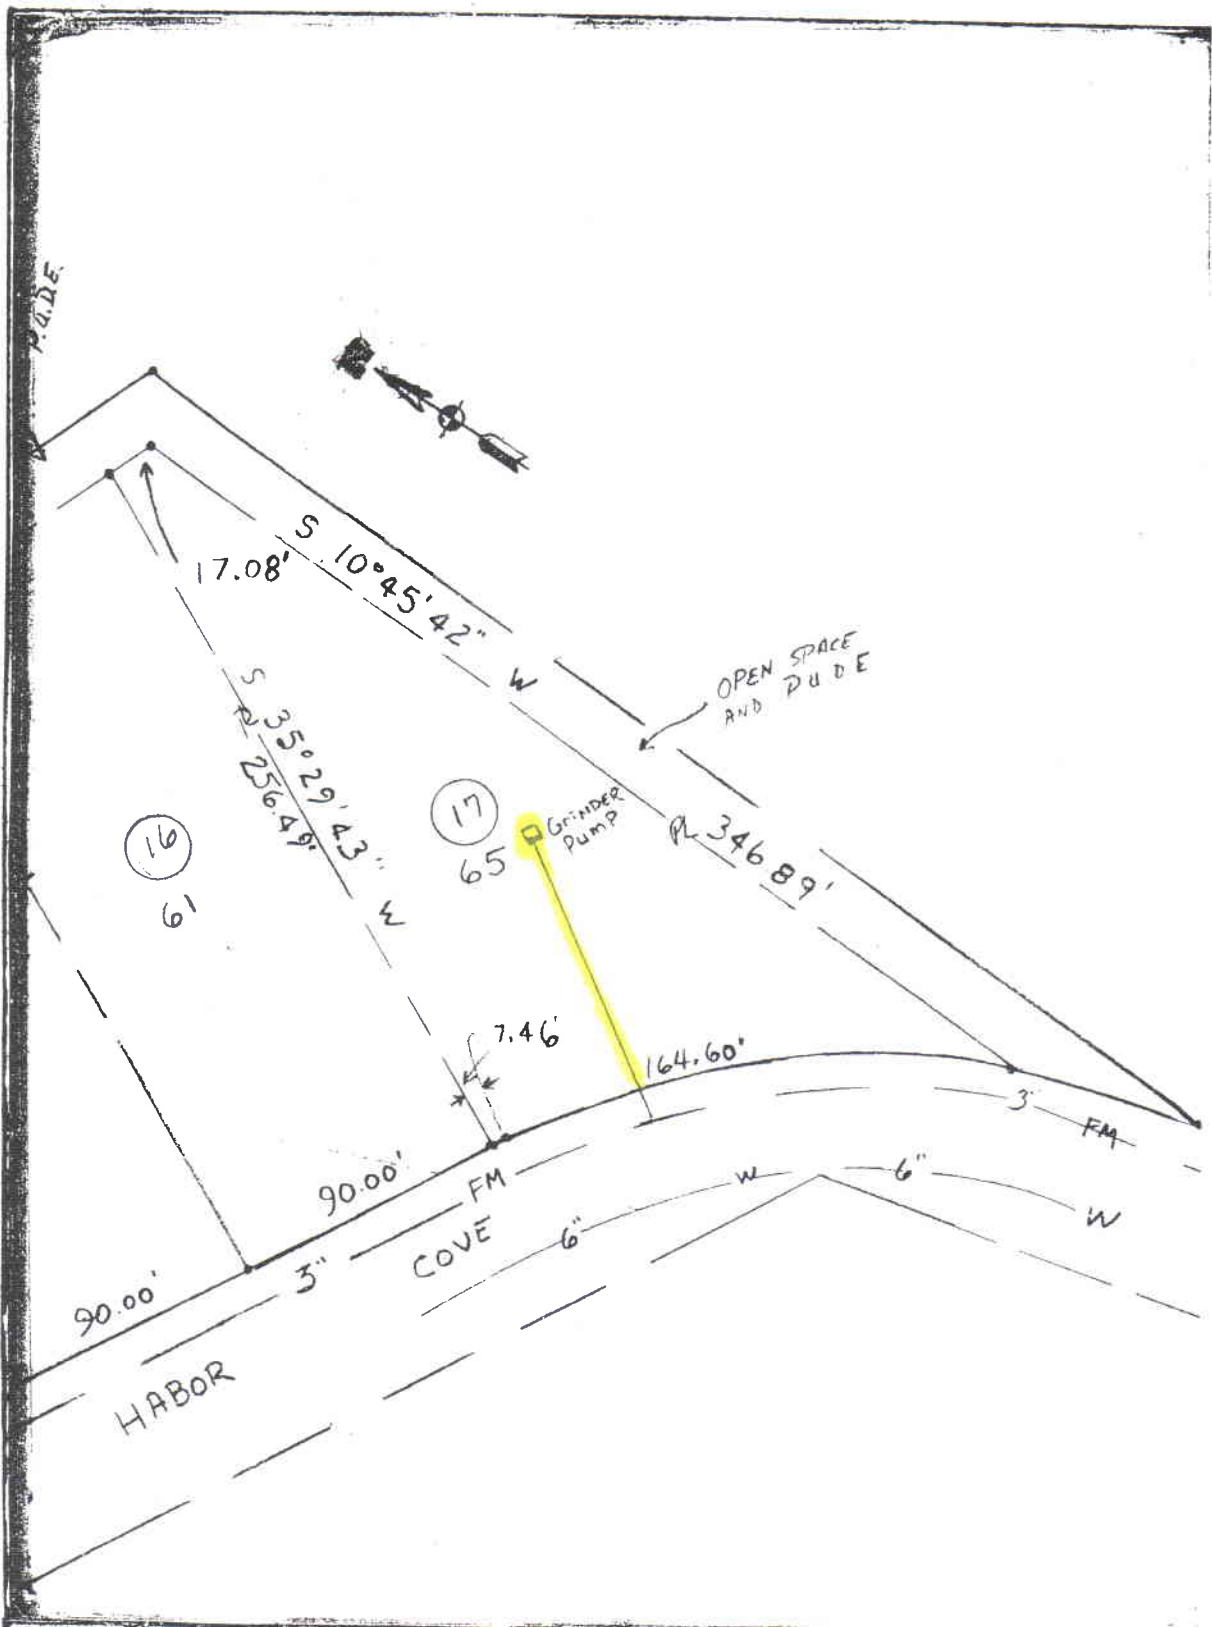 P.U.D.E.
17.08'
S 10°45'42" W
OPEN SPACE
AND PUDE
S 35°29'43" W
256.49'
17
65
GRINDER
PUMP
PL 346.89'
16
61
7.46'
164.60'
3" FM
90.00'
3" FM
6" W 6" W
COVE
90.00'
HABOR